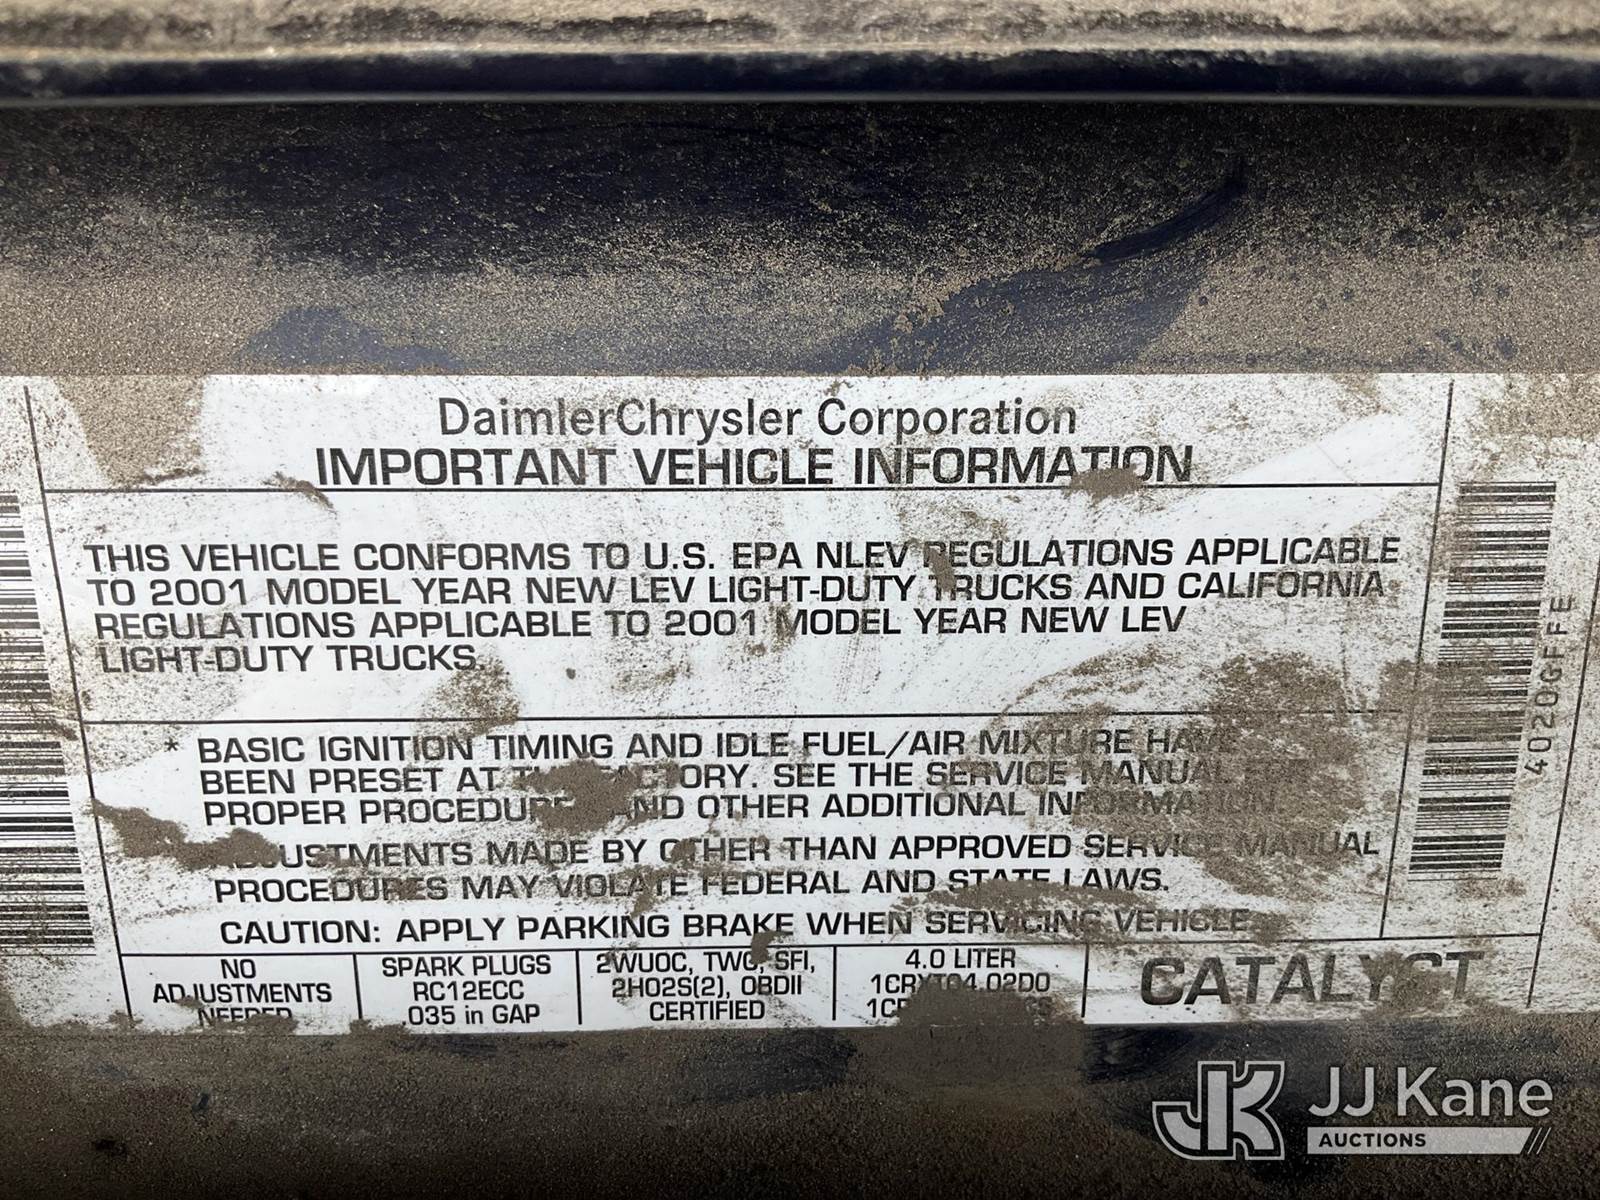 DaimlerChrysler Corporation
IMPORTANT VEHICLE INFORMATION
THIS VEHICLE CONFORMS TO U.S. EPA NLEV REGULATIONS APPLICABLE
TO 2001 MODEL YEAR NEW LEV LIGHT-DUTY TRUCKS AND CALIFORNIA
REGULATIONS APPLICABLE TO 2001 MODEL YEAR NEW LEV
LIGHT-DUTY TRUCKS.
* BASIC IGNITION TIMING AND IDLE FUEL/AIR MIXTURE HAVE
BEEN PRESET AT THE FACTORY. SEE THE SERVICE MANUAL FOR
PROPER PROCEDURES AND OTHER ADDITIONAL INFORMATION.
ADJUSTMENTS MADE BY OTHER THAN APPROVED SERVICE MANUAL
PROCEDURES MAY VIOLATE FEDERAL AND STATE LAWS.
CAUTION: APPLY PARKING BRAKE WHEN SERVICING VEHICLE
NO
ADJUSTMENTS
NEEDED
SPARK PLUGS
RC12ECC
.035 in GAP
2WUOC, TWC, SFI,
2HO2S(2), OBDII
CERTIFIED
4.0 LITER
1CRXT04.02D0
CATALYST
4020GFFE
JK JJ Kane
AUCTIONS